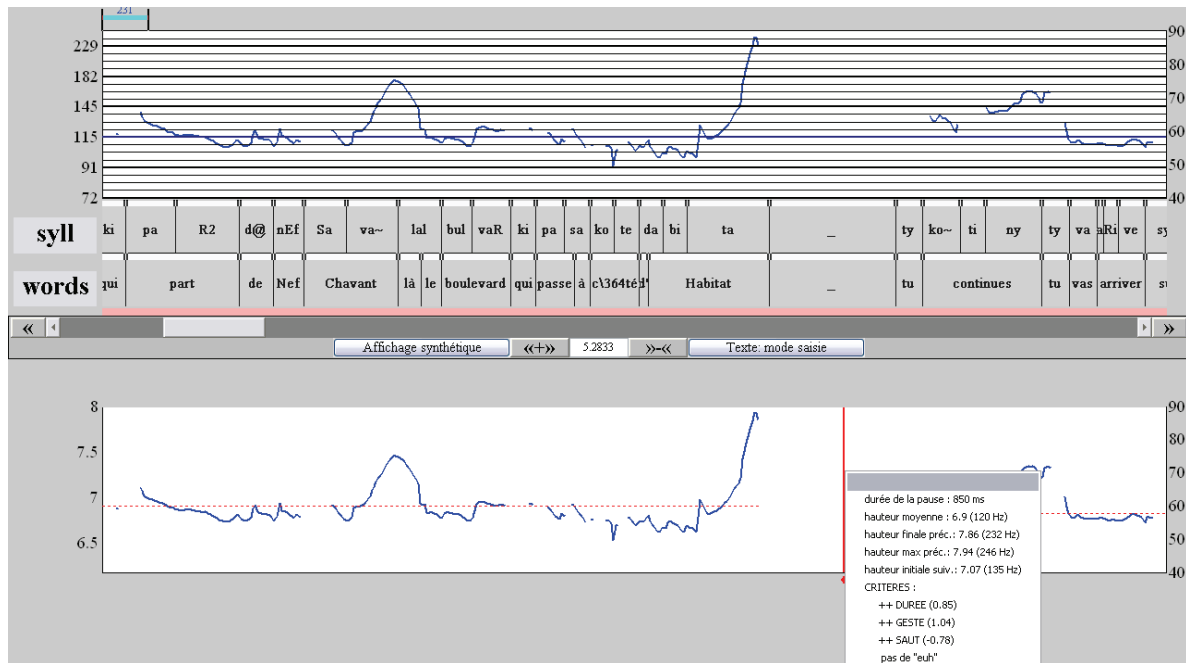 231
229 90
182 80
145 70
115 60
91 50
72 40
syll ki pa R2 d@ nEf Sa va~ lal bul vaR ki pa sa ko te da bi ta _ ty ko~ ti ny ty va aRi ve sy
words qui part de Nef Chavant là le boulevard qui passe à c\364té d' Habitat _ tu continues tu vas arriver su
« »
Affichage synthétique «+» 5.2833 »-« Texte: mode saisie
8 90
7.5 80
7 70
6.5 60
50
40
durée de la pause : 850 ms
hauteur moyenne : 6.9 (120 Hz)
hauteur finale préc.: 7.86 (232 Hz)
hauteur max préc.: 7.94 (246 Hz)
hauteur initiale suiv.: 7.07 (135 Hz)
CRITERES :
++ DUREE (0.85)
++ GESTE (1.04)
++ SAUT (-0.78)
pas de "euh"